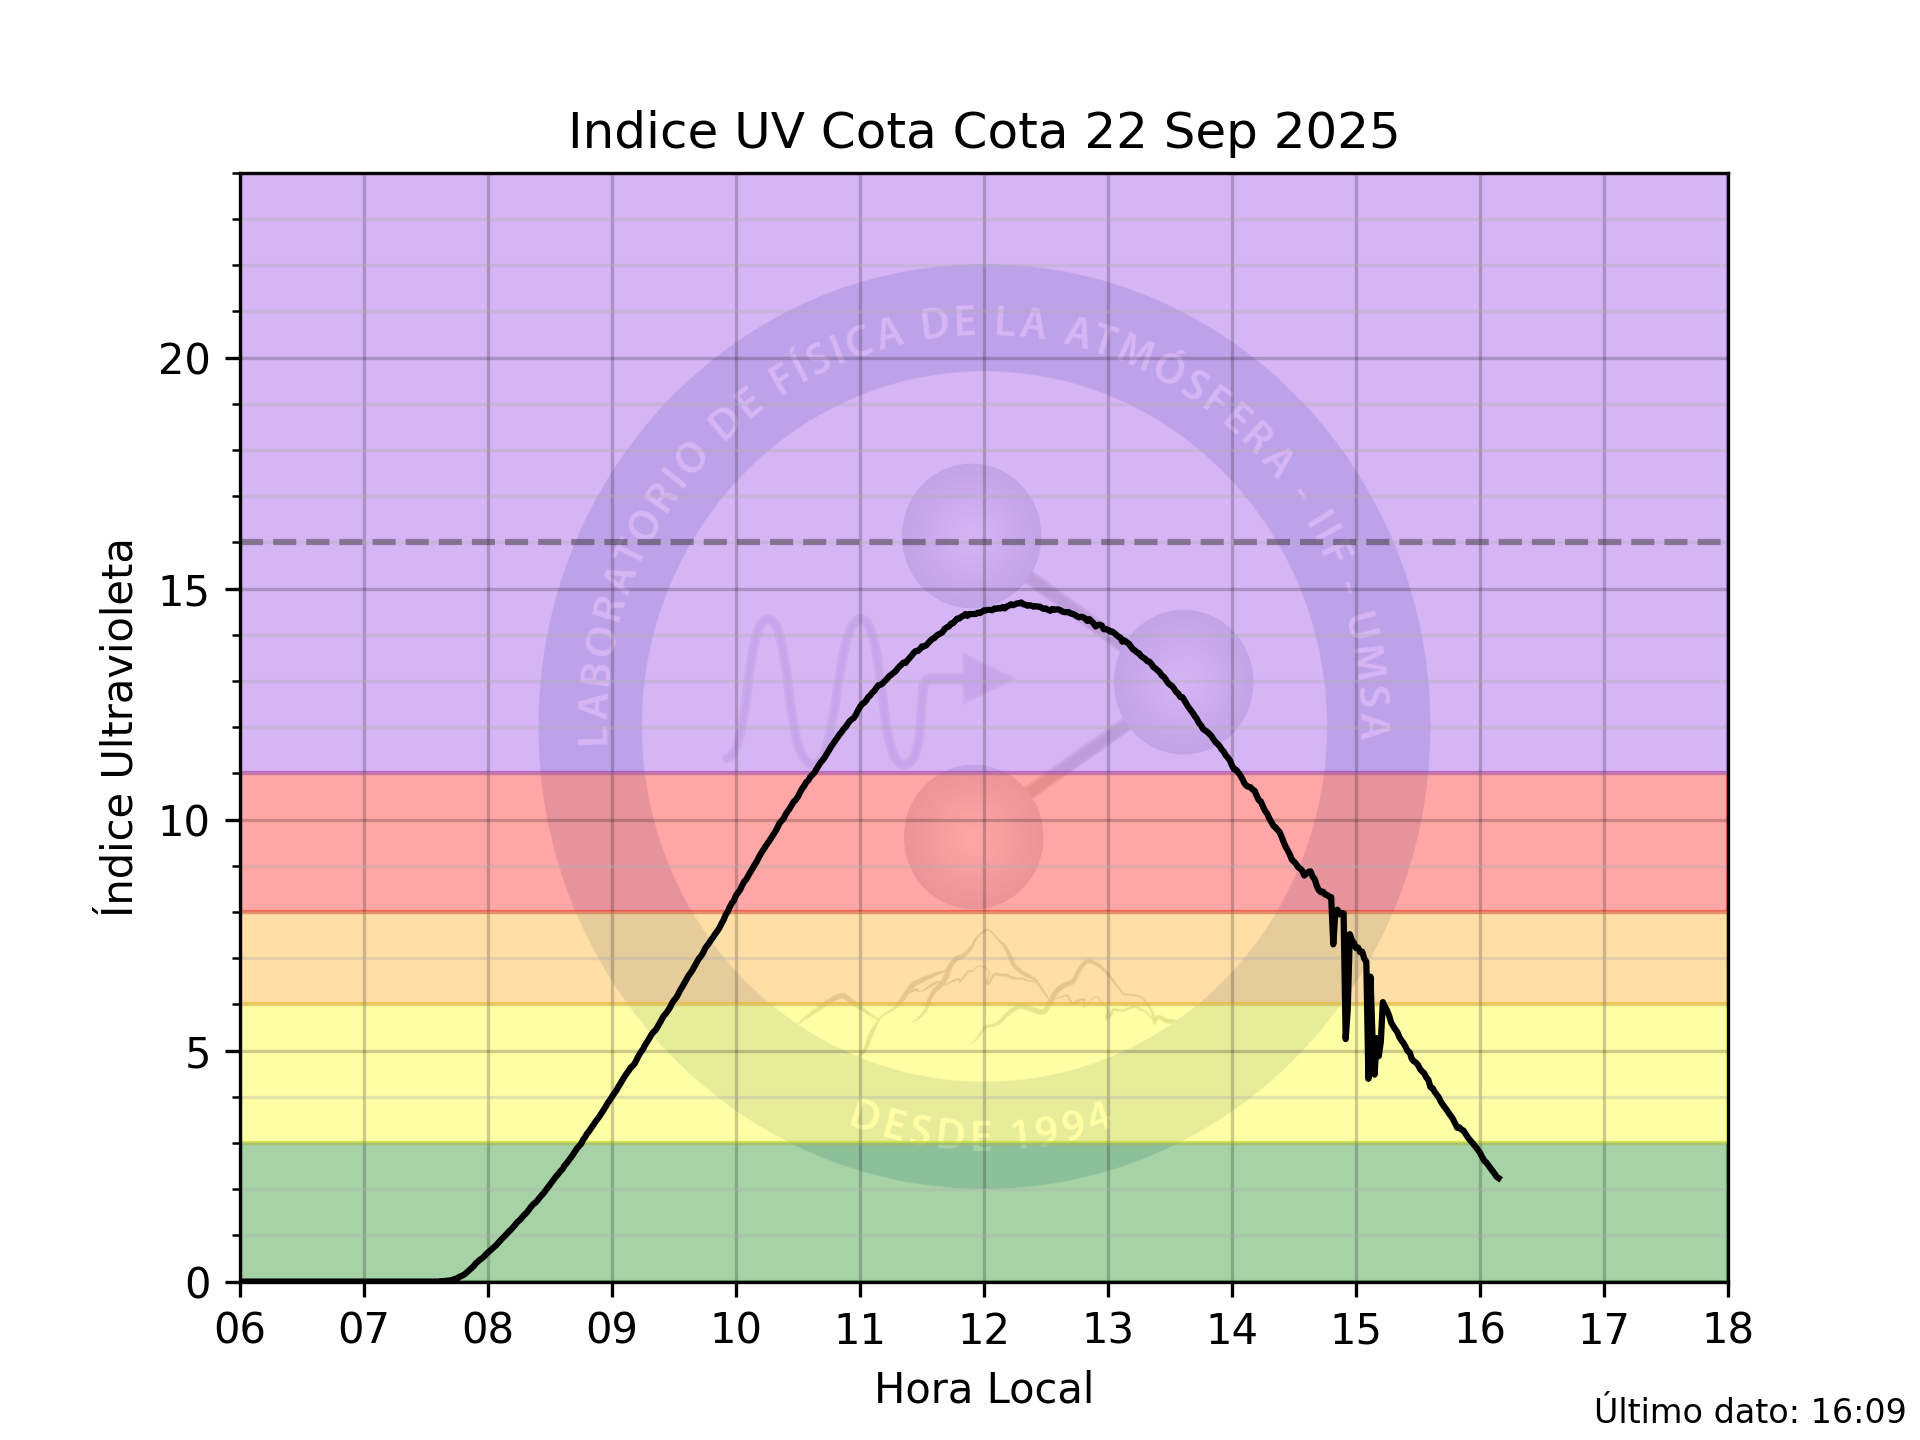 Indice UV Cota Cota 22 Sep 2025
LABORATORIO DE FÍSICA DE LA ATMÓSFERA - IIF - UMSA
DESDE 1994
Índice Ultravioleta
20
15
10
5
0
06 07 08 09 10 11 12 13 14 15 16 17 18
Hora Local
Último dato: 16:09